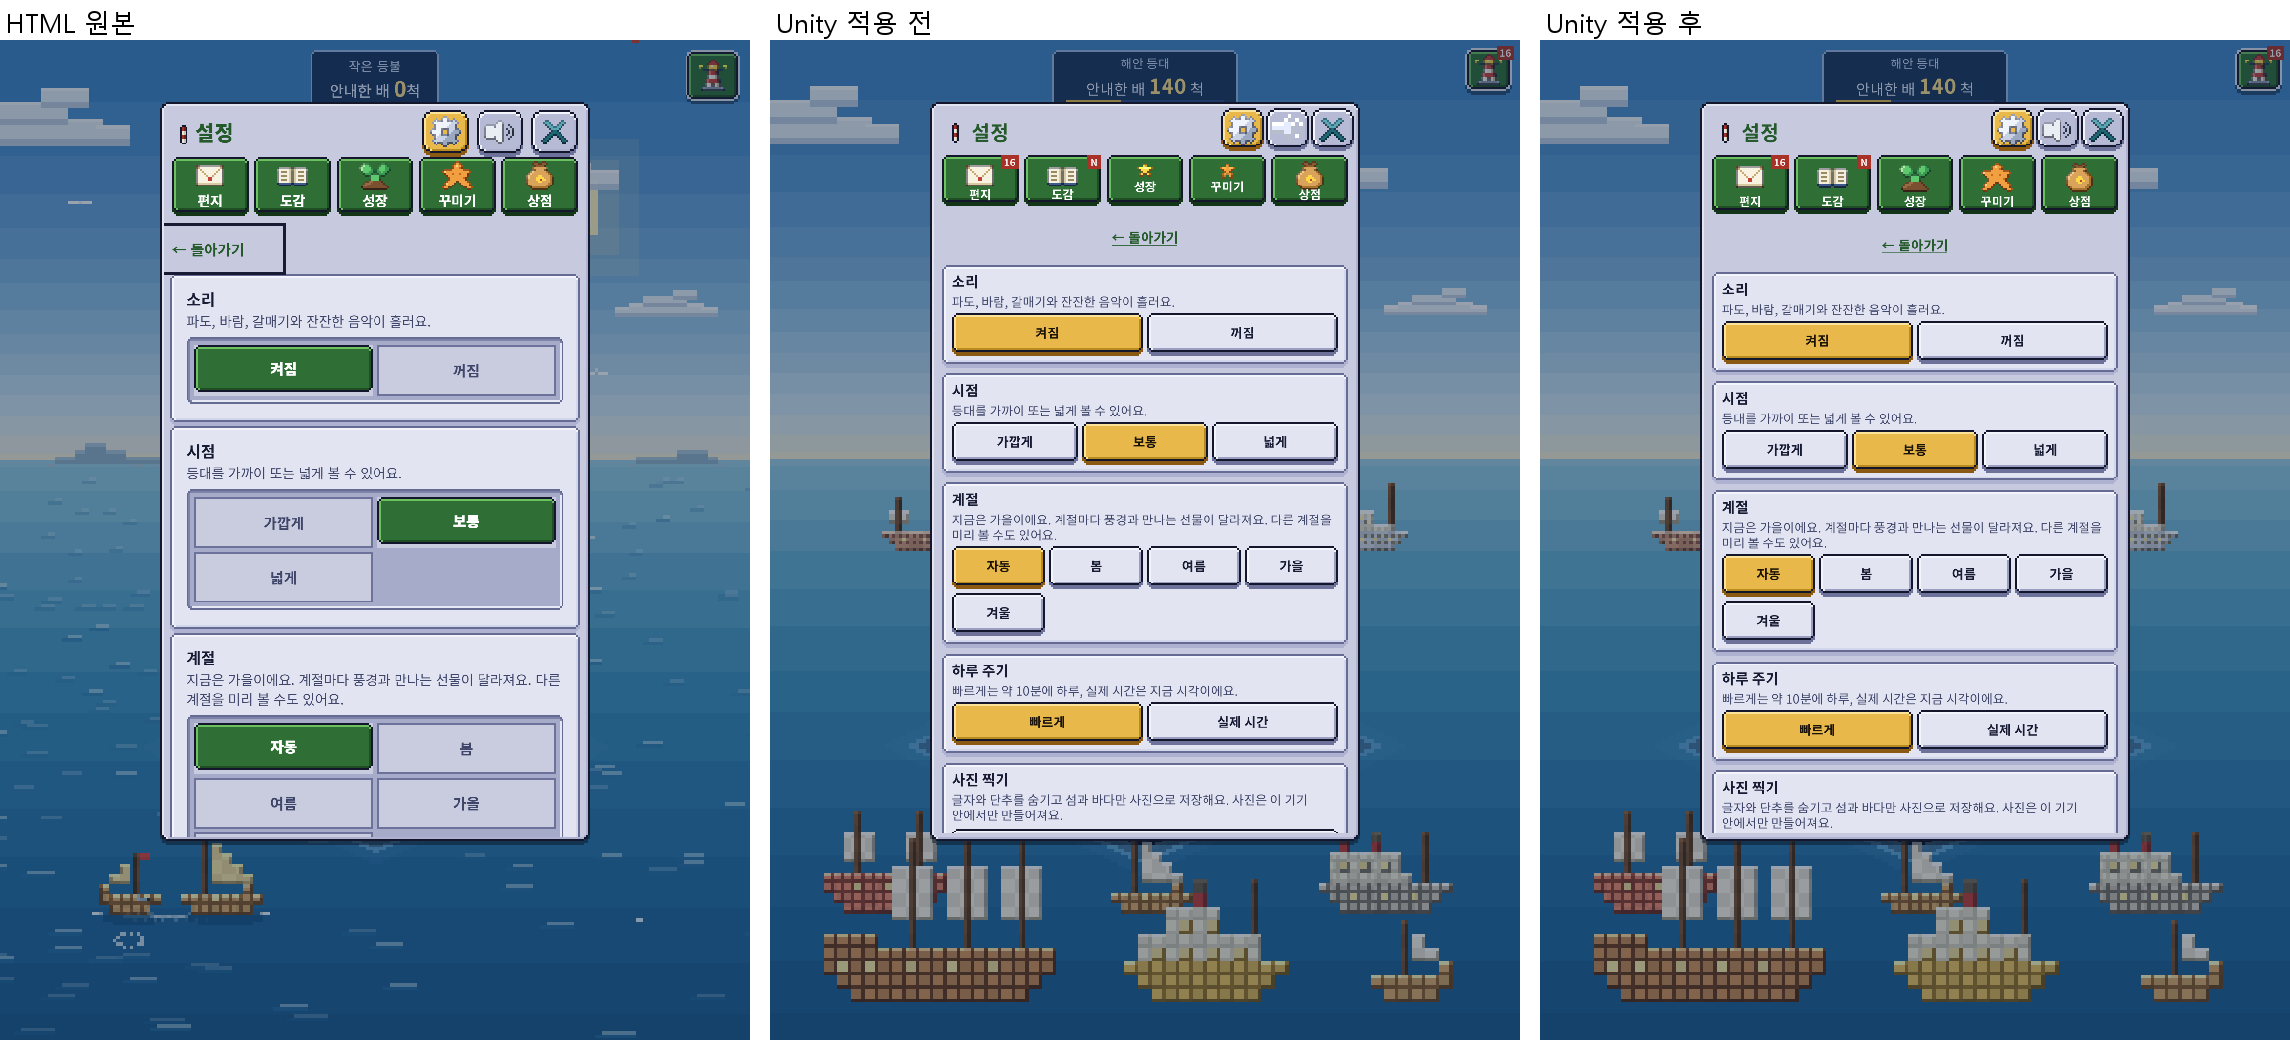 HTML 원본
작은 등불
안내한 배 0척
설정
편지
도감
성장
꾸미기
상점
← 돌아가기
소리
파도, 바람, 갈매기와 잔잔한 음악이 흘러요.
켜짐
꺼짐
시점
등대를 가까이 또는 넓게 볼 수 있어요.
가깝게
보통
넓게
계절
지금은 가을이에요. 계절마다 풍경과 만나는 선물이 달라져요. 다른
계절을 미리 볼 수도 있어요.
자동
봄
여름
가을
Unity 적용 전
해안 등대
안내한 배 140 척
16
설정
16
편지
N
도감
성장
꾸미기
상점
← 돌아가기
소리
파도, 바람, 갈매기와 잔잔한 음악이 흘러요.
켜짐
꺼짐
시점
등대를 가까이 또는 넓게 볼 수 있어요.
가깝게
보통
넓게
계절
지금은 가을이에요. 계절마다 풍경과 만나는 선물이 달라져요. 다른 계절을
미리 볼 수도 있어요.
자동
봄
여름
가을
겨울
하루 주기
빠르게는 약 10분에 하루, 실제 시간은 지금 시각이에요.
빠르게
실제 시간
사진 찍기
글자와 단추를 숨기고 섬과 바다만 사진으로 저장해요. 사진은 이 기기
안에서만 만들어져요.
Unity 적용 후
해안 등대
안내한 배 140 척
16
설정
16
편지
N
도감
성장
꾸미기
상점
← 돌아가기
소리
파도, 바람, 갈매기와 잔잔한 음악이 흘러요.
켜짐
꺼짐
시점
등대를 가까이 또는 넓게 볼 수 있어요.
가깝게
보통
넓게
계절
지금은 가을이에요. 계절마다 풍경과 만나는 선물이 달라져요. 다른 계절을
미리 볼 수도 있어요.
자동
봄
여름
가을
겨울
하루 주기
빠르게는 약 10분에 하루, 실제 시간은 지금 시각이에요.
빠르게
실제 시간
사진 찍기
글자와 단추를 숨기고 섬과 바다만 사진으로 저장해요. 사진은 이 기기
안에서만 만들어져요.